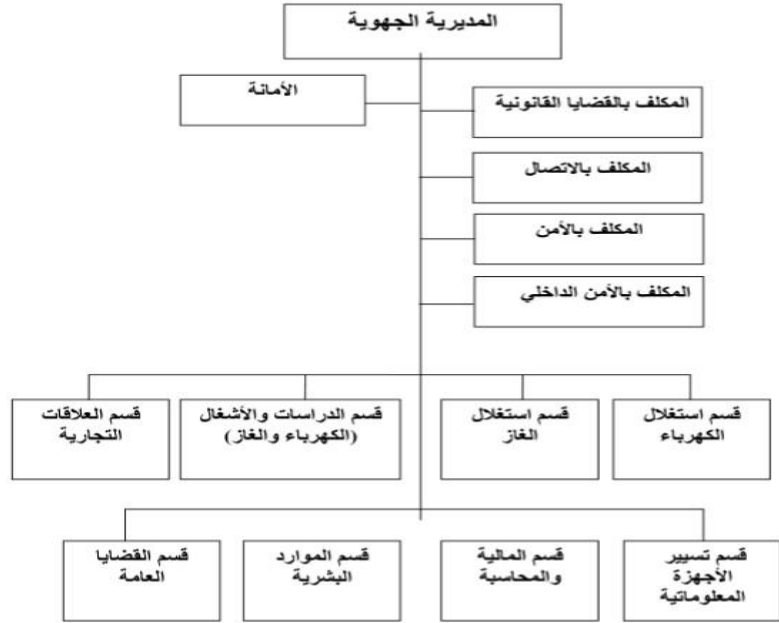 المديرية الجهوية
الأمانة
المكلف بالقضايا القانونية
المكلف بالاتصال
المكلف بالأمن
المكلف بالأمن الداخلي
قسم استغلال
الكهرباء
قسم استغلال
الغاز
قسم الدراسات والأشغال
(الكهرباء والغاز)
قسم العلاقات
التجارية
قسم تسيير
الأجهزة
المعلوماتية
قسم المالية
والمحاسبة
قسم الموارد
البشرية
قسم القضايا
العامة